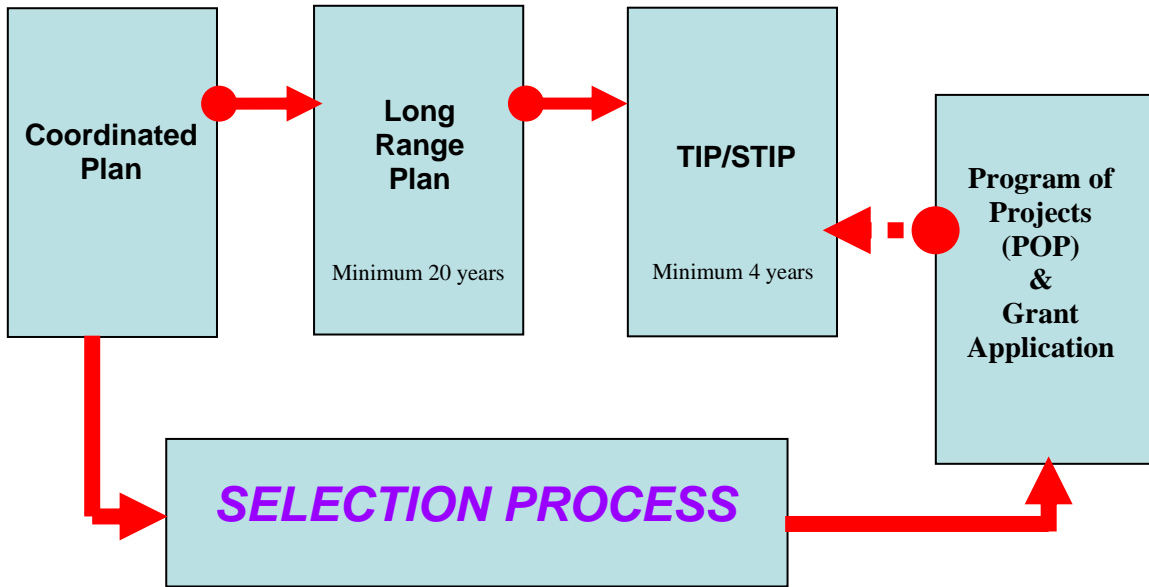 Coordinated
Plan
Long
Range
Plan
Minimum 20 years
TIP/STIP
Minimum 4 years
Program of
Projects
(POP)
&
Grant
Application
SELECTION PROCESS